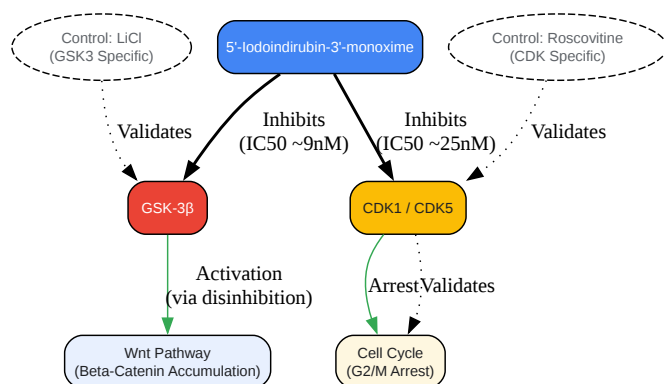 Control: LiCl
(GSK3 Specific)
5'-Iodoindirubin-3'-monoxime
Control: Roscovitine
(CDK Specific)
Validates
Inhibits
(IC50 ~9nM)
Inhibits
(IC50 ~25nM)
Validates
GSK-3β
CDK1 / CDK5
Activation
(via disinhibition)
Arrest
Validates
Wnt Pathway
(Beta-Catenin Accumulation)
Cell Cycle
(G2/M Arrest)